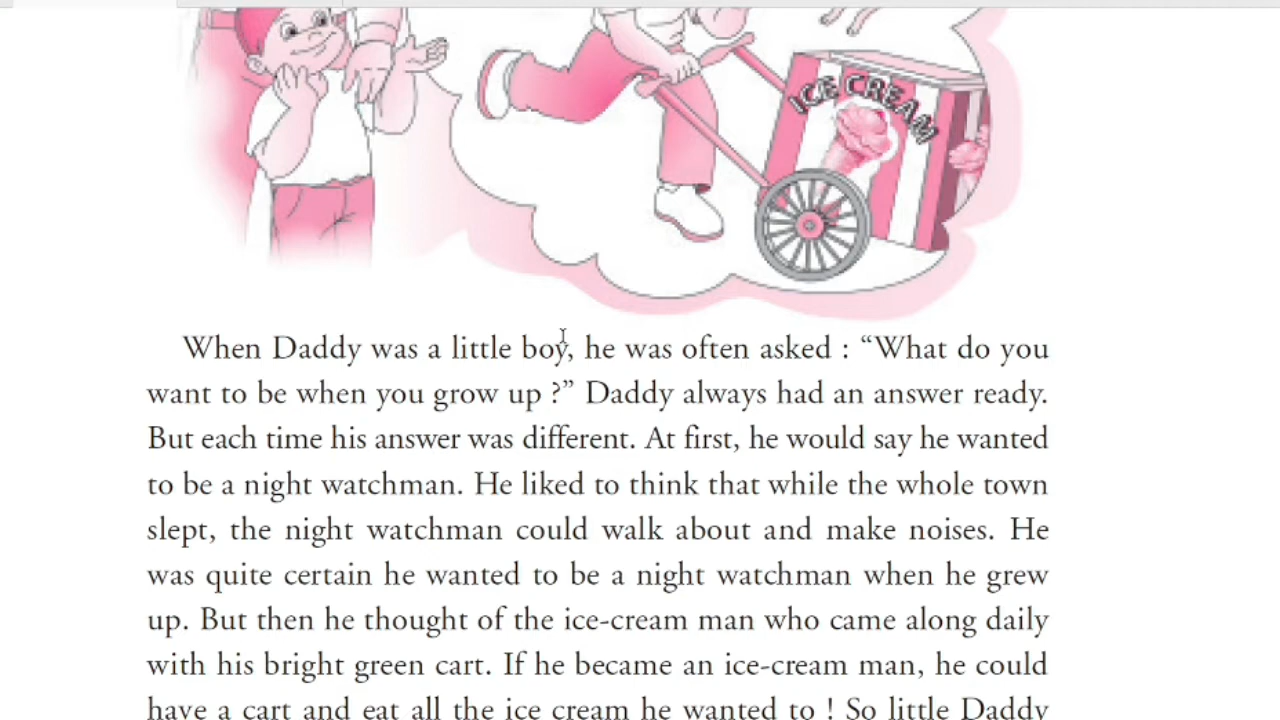 ICE CREAM
When Daddy was a little boy, he was often asked : “What do you
want to be when you grow up ?” Daddy always had an answer ready.
But each time his answer was different. At first, he would say he wanted
to be a night watchman. He liked to think that while the whole town
slept, the night watchman could walk about and make noises. He
was quite certain he wanted to be a night watchman when he grew
up. But then he thought of the ice-cream man who came along daily
with his bright green cart. If he became an ice-cream man, he could
have a cart and eat all the ice cream he wanted to ! So little Daddy